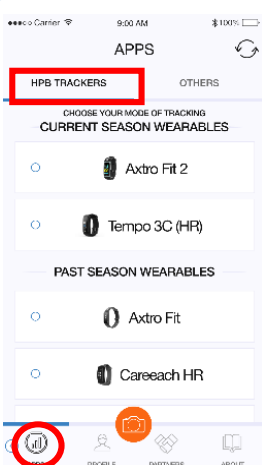 Carrier 9:00 AM 100%
APPS
HPB TRACKERS OTHERS
CHOOSE YOUR MODE OF TRACKING
CURRENT SEASON WEARABLES
Axtro Fit 2
Tempo 3C (HR)
PAST SEASON WEARABLES
Axtro Fit
Careeach HR
PROFILE PARTNERS ABOUT